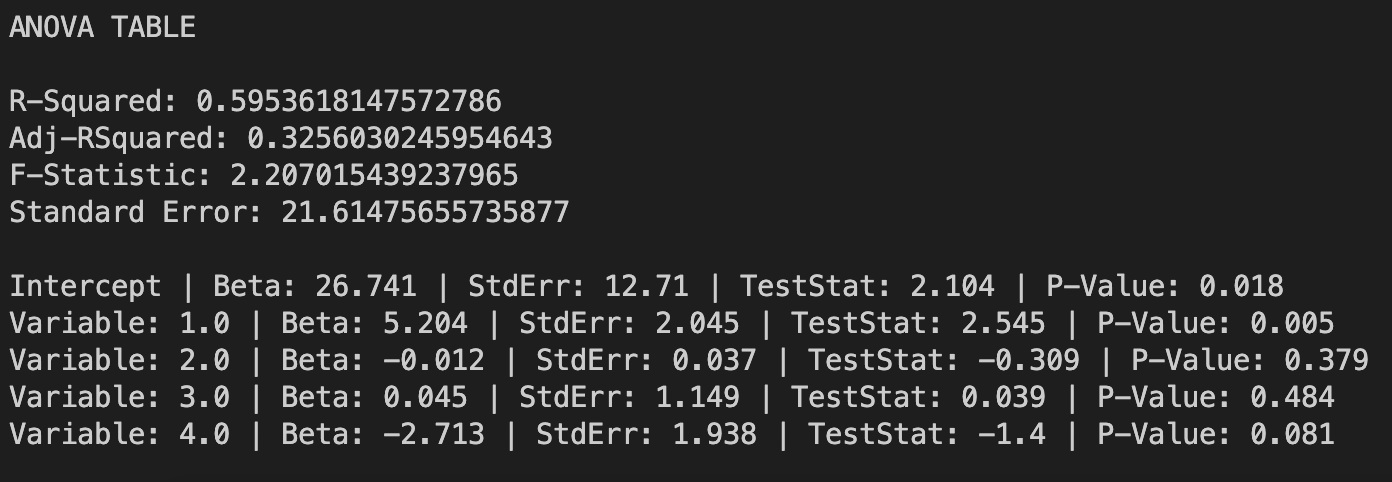 ANOVA TABLE
R-Squared: 0.5953618147572786
Adj-RSquared: 0.3256030245954643
F-Statistic: 2.207015439237965
Standard Error: 21.61475655735877
Intercept | Beta: 26.741 | StdErr: 12.71 | TestStat: 2.104 | P-Value: 0.018
Variable: 1.0 | Beta: 5.204 | StdErr: 2.045 | TestStat: 2.545 | P-Value: 0.005
Variable: 2.0 | Beta: -0.012 | StdErr: 0.037 | TestStat: -0.309 | P-Value: 0.379
Variable: 3.0 | Beta: 0.045 | StdErr: 1.149 | TestStat: 0.039 | P-Value: 0.484
Variable: 4.0 | Beta: -2.713 | StdErr: 1.938 | TestStat: -1.4 | P-Value: 0.081